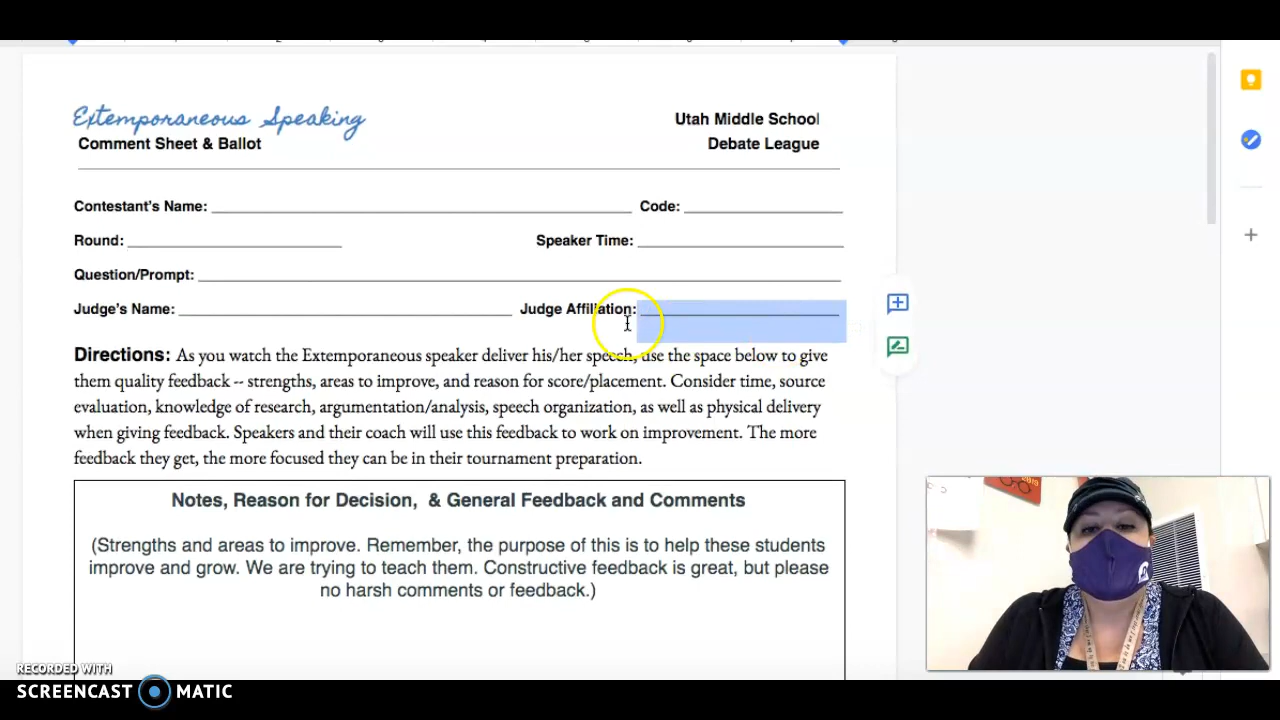 Extemporaneous Speaking
Comment Sheet & Ballot
Utah Middle School
Debate League
Contestant's Name: Code:
Round: Speaker Time:
Question/Prompt:
Judge's Name: Judge Affiliation:
Directions: As you watch the Extemporaneous speaker deliver his/her speech, use the space below to give
them quality feedback -- strengths, areas to improve, and reason for score/placement. Consider time, source
evaluation, knowledge of research, argumentation/analysis, speech organization, as well as physical delivery
when giving feedback. Speakers and their coach will use this feedback to work on improvement. The more
feedback they get, the more focused they can be in their tournament preparation.
Notes, Reason for Decision, & General Feedback and Comments
(Strengths and areas to improve. Remember, the purpose of this is to help these students
improve and grow. We are trying to teach them. Constructive feedback is great, but please
no harsh comments or feedback.)
RECORDED WITH
SCREENCAST MATIC